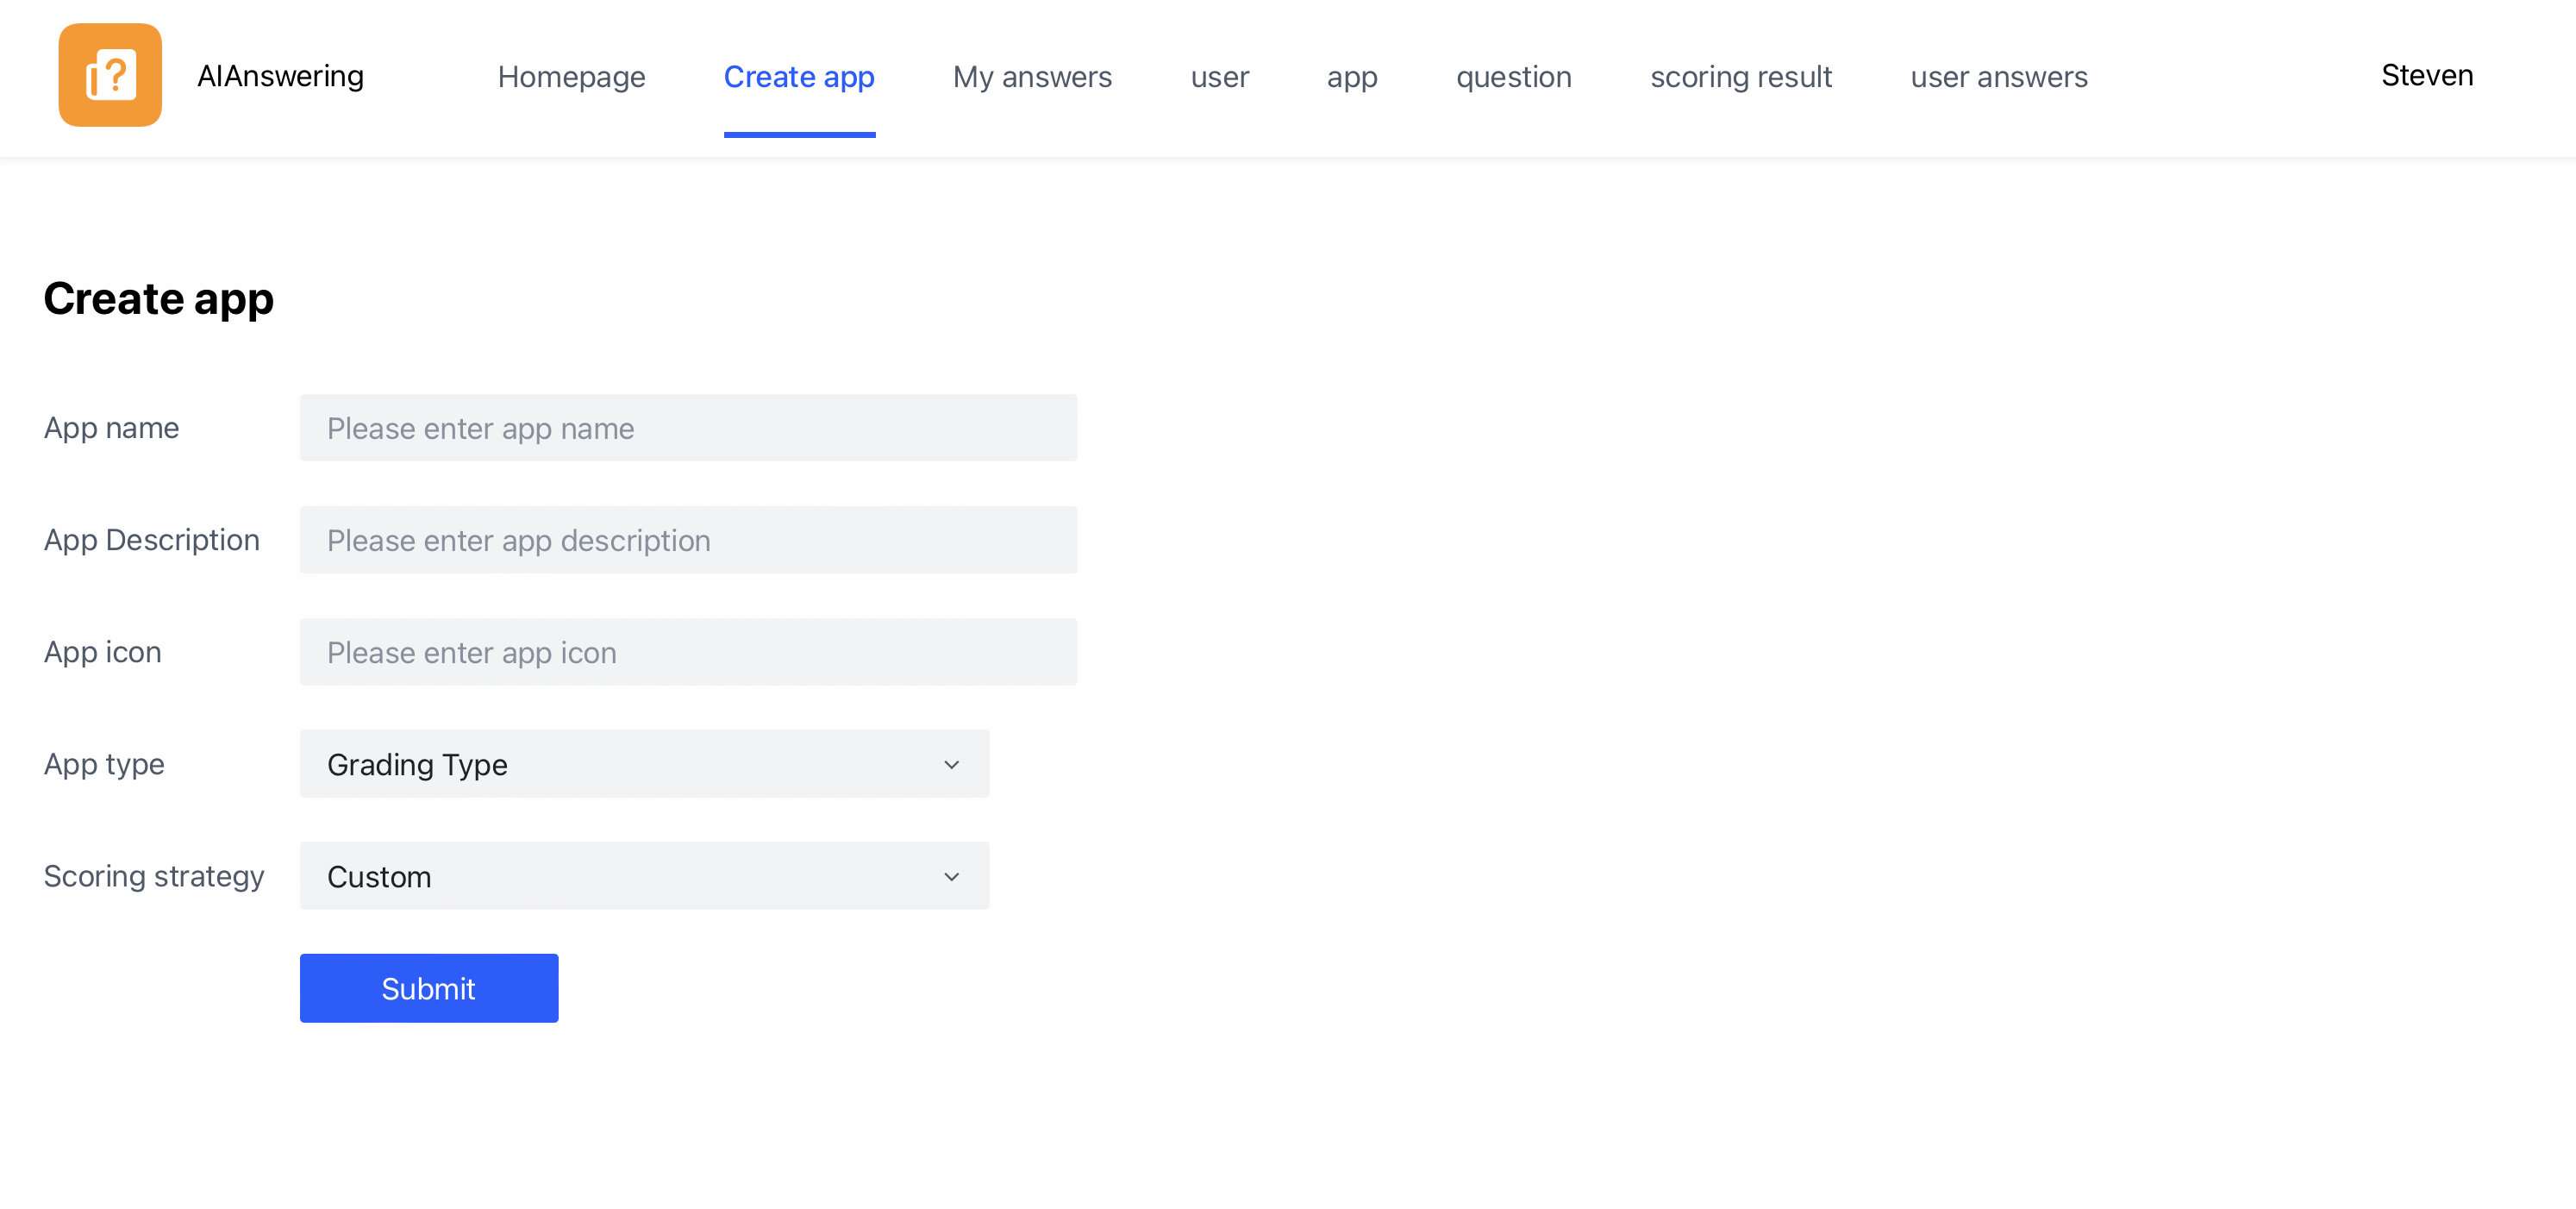 AIAnswering Homepage Create app My answers user app question scoring result user answers Steven
Create app
App name Please enter app name
App Description Please enter app description
App icon Please enter app icon
App type Grading Type
Scoring strategy Custom
Submit